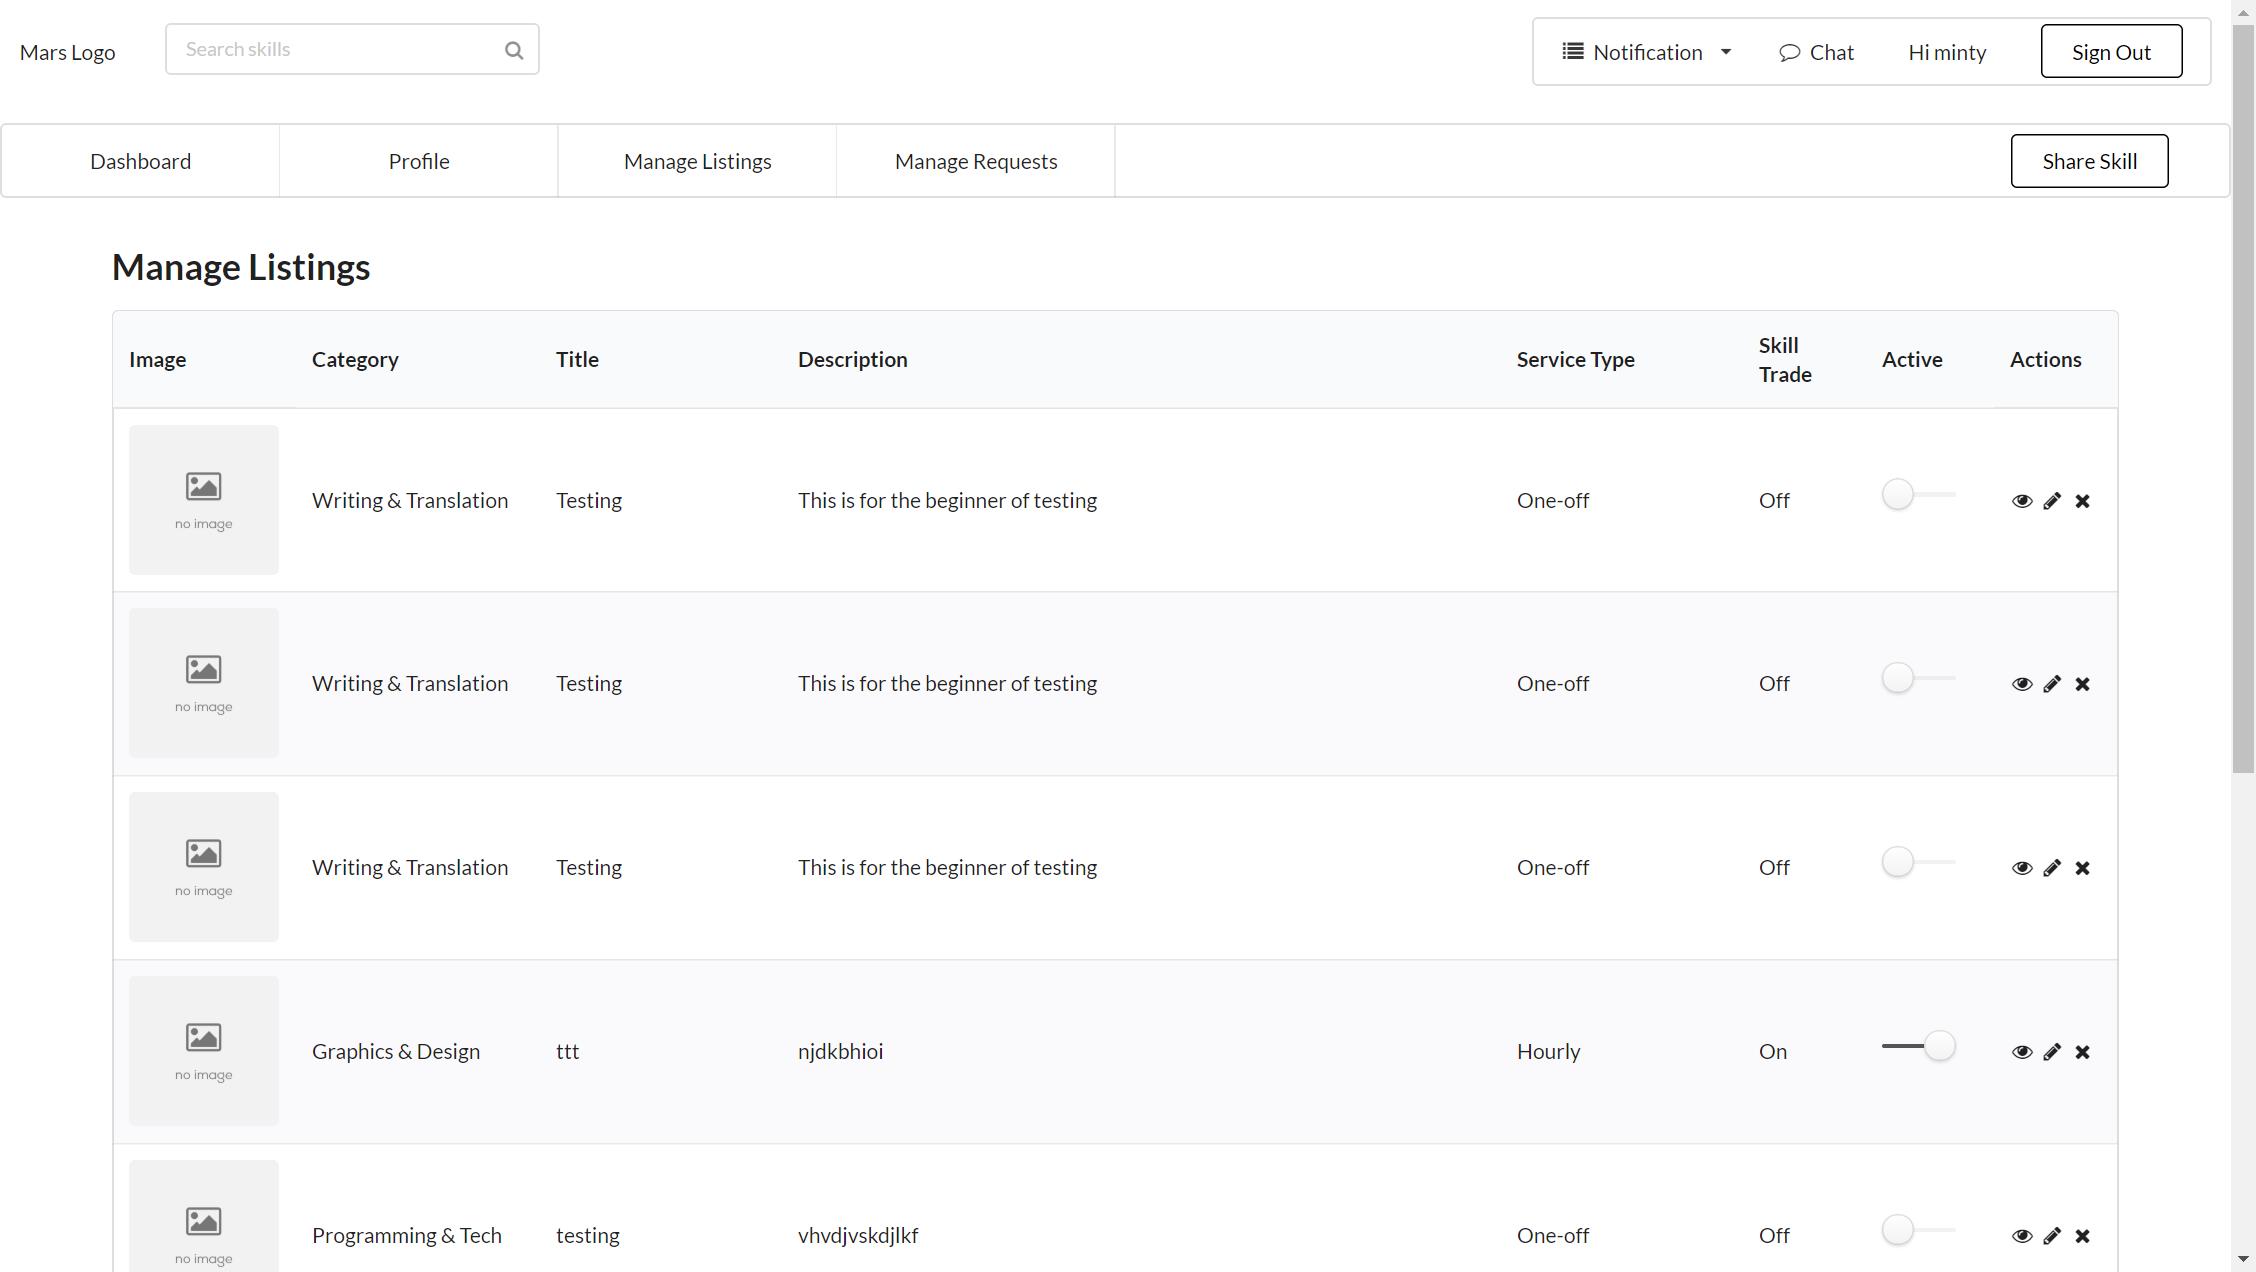 Mars Logo
Search skills
Notification
Chat
Hi minty
Sign Out
Dashboard
Profile
Manage Listings
Manage Requests
Share Skill
Manage Listings
Image Category Title Description Service Type Skill Trade Active Actions
no image
Writing & Translation Testing This is for the beginner of testing One-off Off
no image
Writing & Translation Testing This is for the beginner of testing One-off Off
no image
Writing & Translation Testing This is for the beginner of testing One-off Off
no image
Graphics & Design ttt njdkbhioi Hourly On
no image
Programming & Tech testing vhvdjvskdjlkf One-off Off
no image